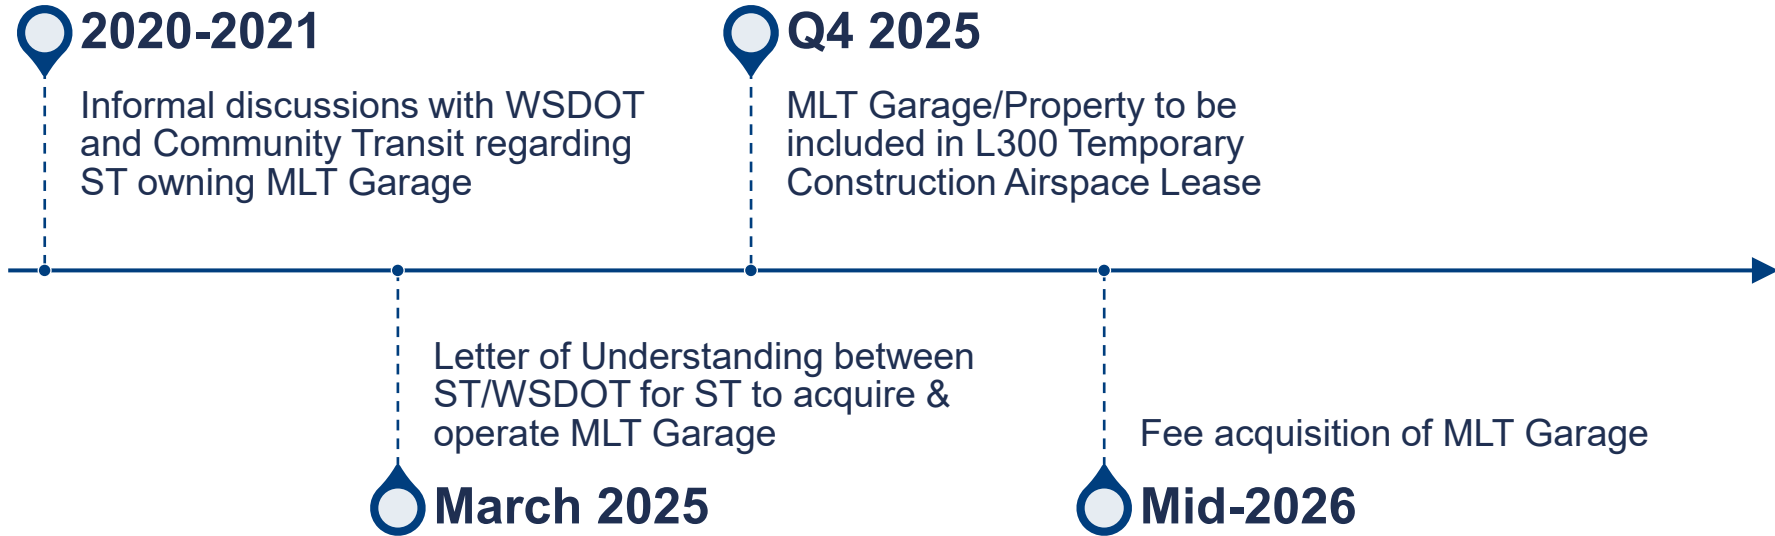 2020-2021
Informal discussions with WSDOT
and Community Transit regarding
ST owning MLT Garage
Letter of Understanding between
ST/WSDOT for ST to acquire &
operate MLT Garage
March 2025
Q4 2025
MLT Garage/Property to be
included in L300 Temporary
Construction Airspace Lease
Fee acquisition of MLT Garage
Mid-2026